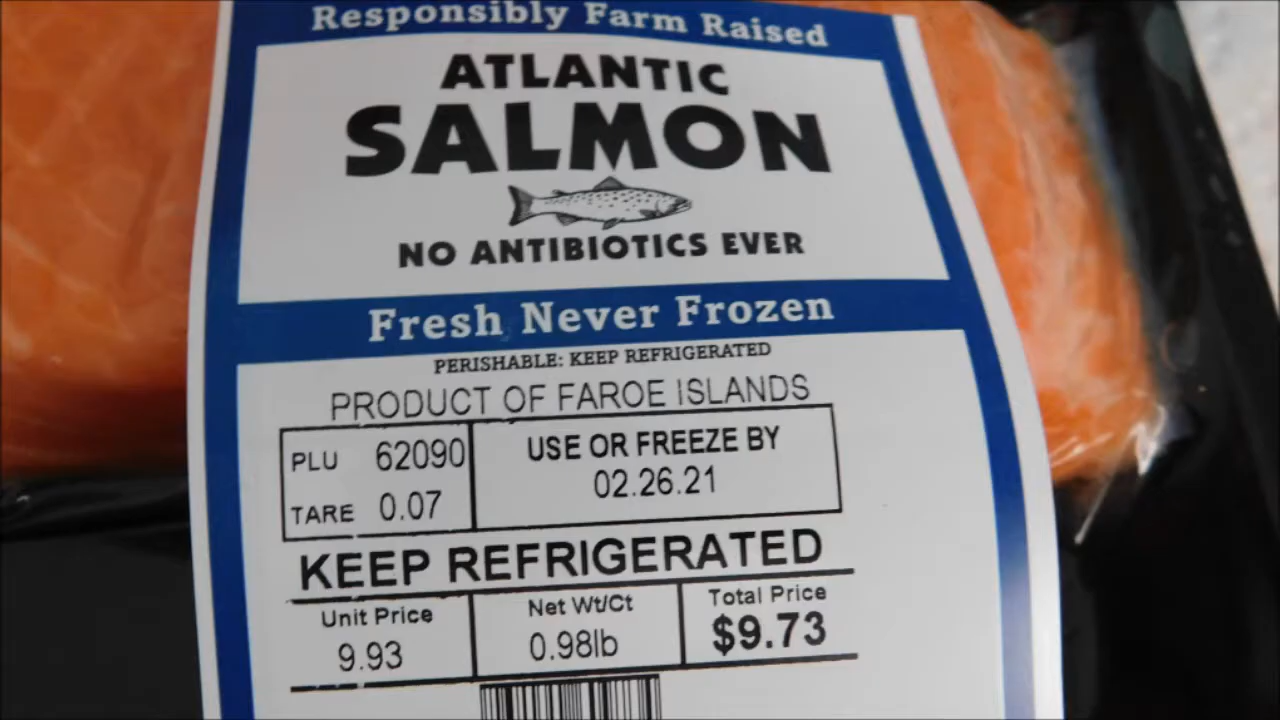 Responsibly Farm Raised
ATLANTIC
SALMON
NO ANTIBIOTICS EVER
Fresh Never Frozen
PERISHABLE: KEEP REFRIGERATED
PRODUCT OF FAROE ISLANDS
PLU 62090
TARE 0.07
USE OR FREEZE BY
02.26.21
KEEP REFRIGERATED
Unit Price
9.93
Net Wt/Ct
0.98lb
Total Price
$9.73